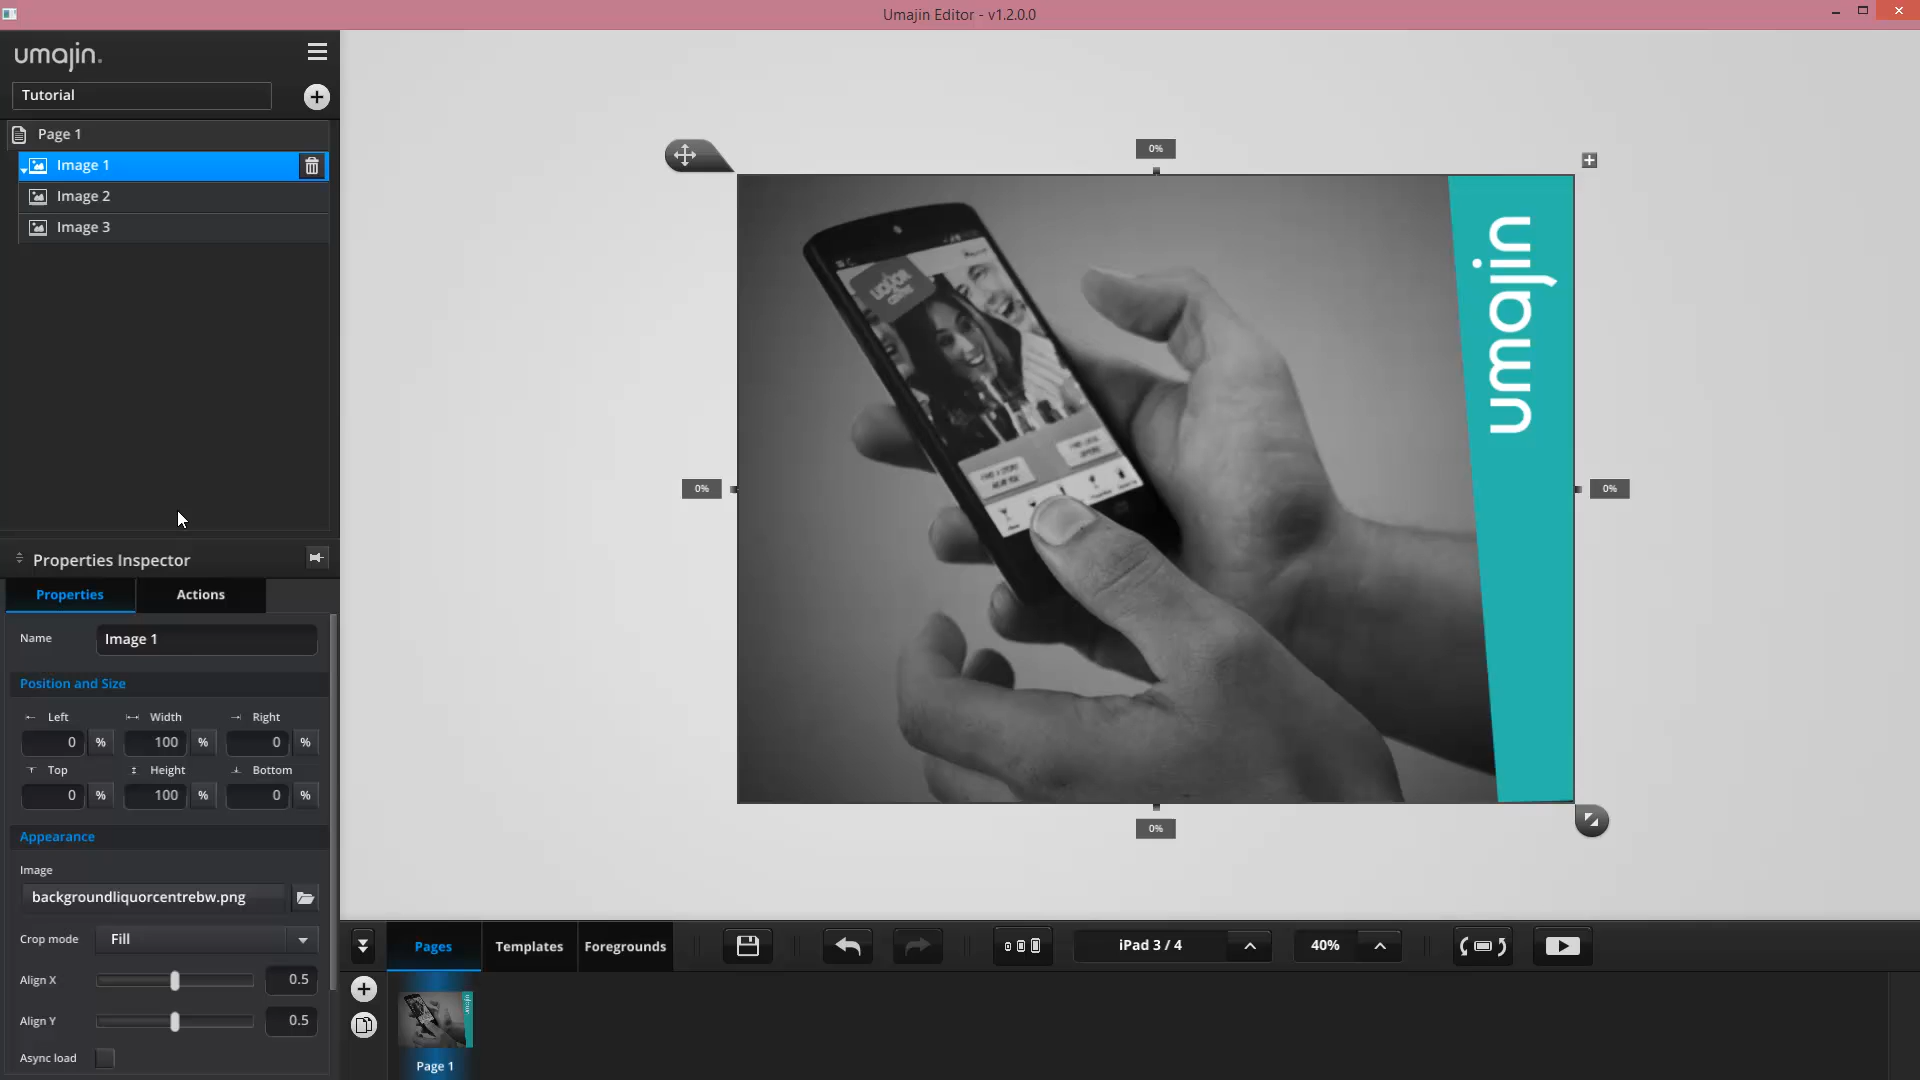 Umajin Editor - v1.2.0.0
umajin.
Tutorial
Page 1
Image 1
Image 2
Image 3
Properties Inspector
Properties
Actions
Name
Image 1
Position and Size
Left
Width
Right
0 %
100 %
0 %
Top
Height
Bottom
0 %
100 %
0 %
Appearance
Image
backgroundliquorcentrebw.png
Crop mode
Fill
Align X
0.5
Align Y
0.5
Async load
0%
0%
0%
0%
umajin
Pages
Templates
Foregrounds
iPad 3 / 4
40%
Page 1